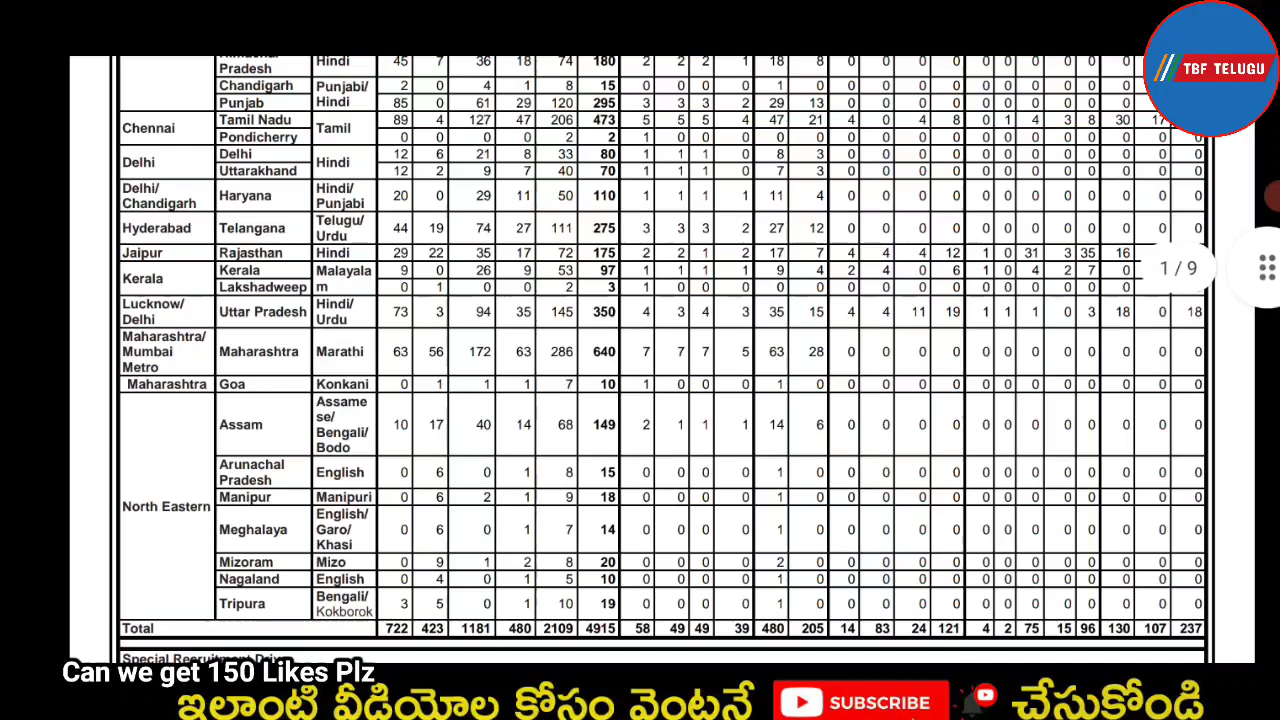 TBF TELUGU
Pradesh Hindi 45 7 36 18 74 180 2 2 2 1 18 8 0 0 0 0 0 0 0 0 0 0 0
Chandigarh Punjabi/ Hindi 2 0 4 1 8 15 0 0 0 0 1 0 0 0 0 0 0 0 0 0 0 0 0 0
Punjab 85 0 61 29 120 295 3 3 3 2 29 13 0 0 0 0 0 0 0 0 0 0 0 0
Chennai Tamil Nadu Tamil 89 4 127 47 206 473 5 5 5 4 47 21 4 0 4 8 0 1 4 3 8 30 17
Pondicherry 0 0 0 0 2 2 1 0 0 0 0 0 0 0 0 0 0 0 0 0 0 0 0 0
Delhi Delhi Hindi 12 6 21 8 33 80 1 1 1 0 8 3 0 0 0 0 0 0 0 0 0 0 0 0
Uttarakhand 12 2 9 7 40 70 1 1 1 0 7 3 0 0 0 0 0 0 0 0 0 0 0 0
Delhi/ Chandigarh Haryana Hindi/ Punjabi 20 0 29 11 50 110 1 1 1 1 11 4 0 0 0 0 0 0 0 0 0 0 0 0
Hyderabad Telangana Telugu/ Urdu 44 19 74 27 111 275 3 3 3 2 27 12 0 0 0 0 0 0 0 0 0 0 0 0
Jaipur Rajasthan Hindi 29 22 35 17 72 175 2 2 1 2 17 7 4 4 4 12 1 0 31 3 35 16
1 / 9
Kerala Kerala Malayala m 9 0 26 9 53 97 1 1 1 1 9 4 2 4 0 6 1 0 4 2 7 0
Lakshadweep 0 1 0 0 2 3 1 0 0 0 0 0 0 0 0 0 0 0 0 0 0 0
Lucknow/ Delhi Uttar Pradesh Hindi/ Urdu 73 3 94 35 145 350 4 3 4 3 35 15 4 4 11 19 1 1 1 0 3 18 0 18
Maharashtra/ Mumbai Metro Maharashtra Marathi 63 56 172 63 286 640 7 7 7 5 63 28 0 0 0 0 0 0 0 0 0 0 0 0
Maharashtra Goa Konkani 0 1 1 1 7 10 1 0 0 0 1 0 0 0 0 0 0 0 0 0 0 0 0 0
North Eastern Assam Assame se/ Bengali/ Bodo 10 17 40 14 68 149 2 1 1 1 14 6 0 0 0 0 0 0 0 0 0 0 0 0
Arunachal Pradesh English 0 6 0 1 8 15 0 0 0 0 1 0 0 0 0 0 0 0 0 0 0 0 0 0
Manipur Manipuri 0 6 2 1 9 18 0 0 0 0 1 0 0 0 0 0 0 0 0 0 0 0 0 0
Meghalaya English/ Garo/ Khasi 0 6 0 1 7 14 0 0 0 0 1 0 0 0 0 0 0 0 0 0 0 0 0 0
Mizoram Mizo 0 9 1 2 8 20 0 0 0 0 2 0 0 0 0 0 0 0 0 0 0 0 0 0
Nagaland English 0 4 0 1 5 10 0 0 0 0 1 0 0 0 0 0 0 0 0 0 0 0 0 0
Tripura Bengali/ Kokborok 3 5 0 1 10 19 0 0 0 0 1 0 0 0 0 0 0 0 0 0 0 0 0 0
Total 722 423 1181 480 2109 4915 58 49 49 39 480 205 14 83 24 121 4 2 75 15 96 130 107 237
Special Recruitment
Can we get 150 Likes Plz
ఇలాంటి వీడియోల కోసం వెంటనే SUBSCRIBE చేసుకోండి